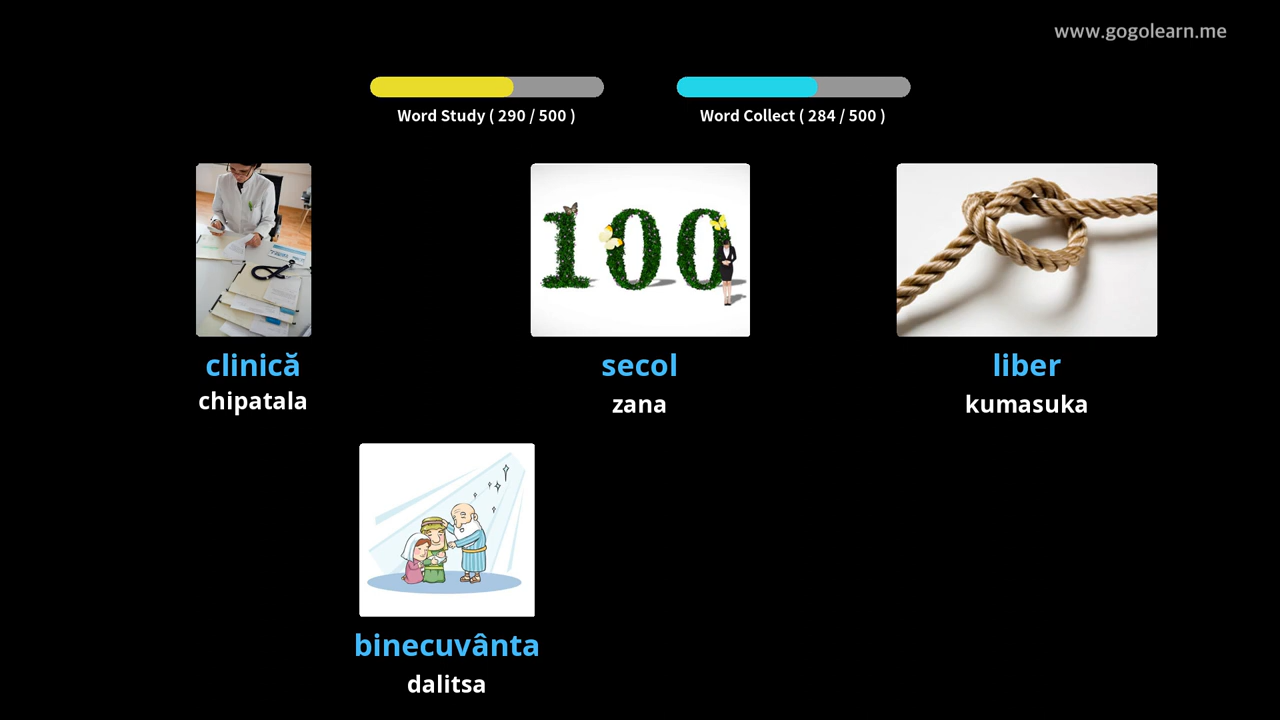 www.gogolearn.me
Word Study ( 290 / 500 )
Word Collect ( 284 / 500 )
100
clinică
chipatala
secol
zana
liber
kumasuka
binecuvânta
dalitsa